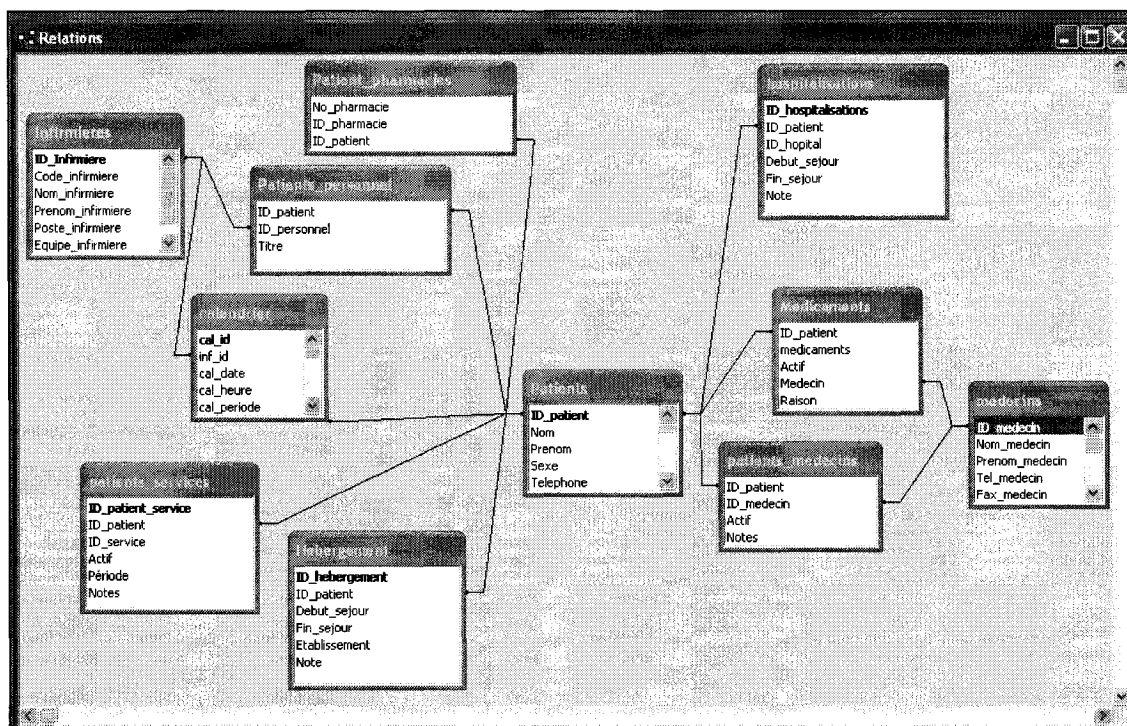 Relations
Patient_pharmacies
No_pharmacie
ID_pharmacie
ID_patient
Infirmieres
ID_Infirmiere
Code_infirmiere
Nom_infirmiere
Prenom_infirmiere
Poste_infirmiere
Equipe_infirmiere
Patients_personnel
ID_patient
ID_personnel
Titre
calendrier
cal_id
inf_id
cal_date
cal_heure
cal_periode
patients_services
ID_patient_service
ID_patient
ID_service
Actif
Période
Notes
Hebergement
ID_hebergement
ID_patient
Debut_sejour
Fin_sejour
Etablissement
Note
Patients
ID_patient
Nom
Prenom
Sexe
Telephone
hospitalisations
ID_hospitalisations
ID_patient
ID_hopital
Debut_sejour
Fin_sejour
Note
Medicaments
ID_patient
medicaments
Actif
Medecin
Raison
patients_medecins
ID_patient
ID_medecin
Actif
Notes
medecins
ID_medecin
Nom_medecin
Prenom_medecin
Tel_medecin
Fax_medecin